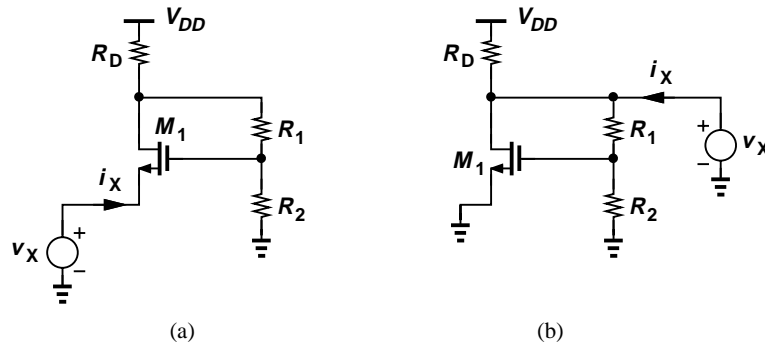 V_DD
R_D
M_1
R_1
i_X
R_2
v_X
+
−
(a)
V_DD
R_D
i_X
R_1
+
−
v_X
M_1
R_2
(b)